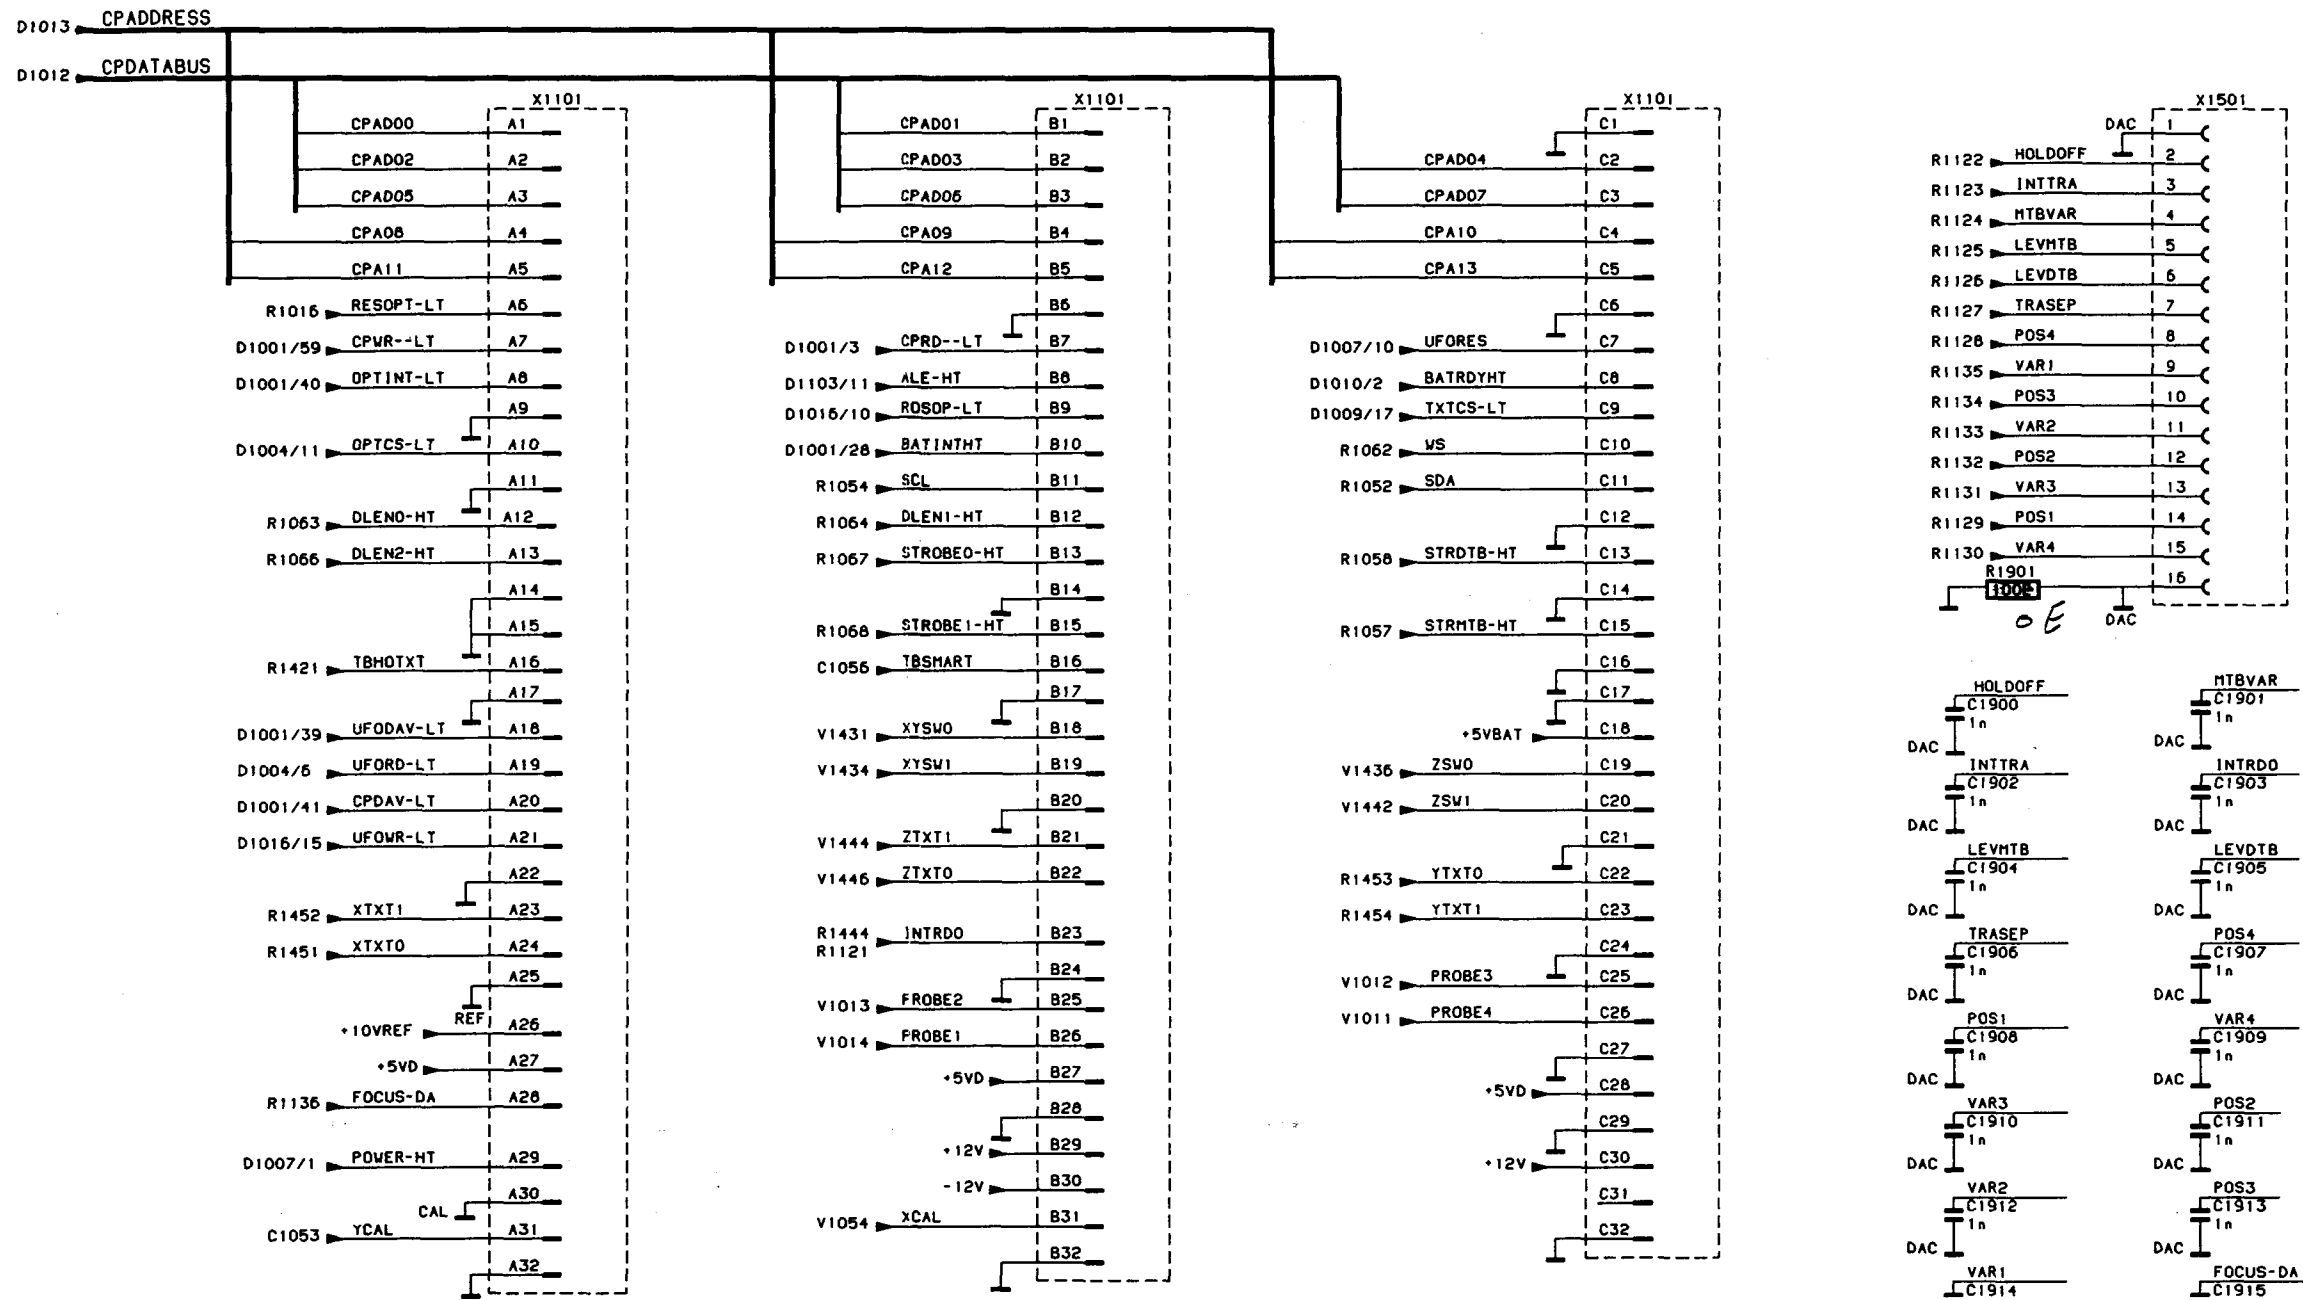 D1013 CPADDRESS
D1012 CPDATABUS
X1101
CPAD00 A1
CPAD02 A2
CPAD05 A3
CPA08 A4
CPA11 A5
R1016 RESOPT-LT A6
D1001/59 CPWR--LT A7
D1001/40 OPTINT-LT A8
A9
D1004/11 OPTCS-LT A10
A11
R1063 DLEN0-HT A12
R1066 DLEN2-HT A13
A14
A15
R1421 TBHOTXT A16
A17
D1001/39 UFODAV-LT A18
D1004/6 UFORD-LT A19
D1001/41 CPDAV-LT A20
D1016/15 UFOWR-LT A21
A22
R1452 XTXT1 A23
R1451 XTXT0 A24
A25
REF
+10VREF A26
+5VD A27
R1136 FOCUS-DA A28
D1007/1 POWER-HT A29
CAL A30
C1053 YCAL A31
A32
X1101
CPAD01 B1
CPAD03 B2
CPAD06 B3
CPA09 B4
CPA12 B5
B6
D1001/3 CPRD--LT B7
D1103/11 ALE-HT B8
D1016/10 ROSOP-LT B9
D1001/28 BATINTHT B10
R1054 SCL B11
R1064 DLEN1-HT B12
R1067 STROBE0-HT B13
B14
R1068 STROBE1-HT B15
C1056 TBSMART B16
B17
V1431 XYSW0 B18
V1434 XYSW1 B19
B20
V1444 ZTXT1 B21
V1446 ZTXT0 B22
R1444 INTRDO B23
R1121
B24
V1013 PROBE2 B25
V1014 PROBE1 B26
+5VD B27
B28
+12V B29
-12V B30
V1054 XCAL B31
B32
X1101
C1
CPAD04 C2
CPAD07 C3
CPA10 C4
CPA13 C5
C6
D1007/10 UFORES C7
D1010/2 BATRDYHT C8
D1009/17 TXTCS-LT C9
R1062 WS C10
R1052 SDA C11
C12
R1058 STRDTB-HT C13
C14
R1057 STRMTB-HT C15
C16
C17
+5VBAT C18
V1436 ZSW0 C19
V1442 ZSW1 C20
C21
R1453 YTXT0 C22
R1454 YTXT1 C23
C24
V1012 PROBE3 C25
V1011 PROBE4 C26
C27
+5VD C28
C29
+12V C30
C31
C32
X1501
DAC 1
R1122 HOLDOFF 2
R1123 INTTRA 3
R1124 MTBVAR 4
R1125 LEVMTB 5
R1126 LEVDTB 6
R1127 TRASEP 7
R1128 POS4 8
R1135 VAR1 9
R1134 POS3 10
R1133 VAR2 11
R1132 POS2 12
R1131 VAR3 13
R1129 POS1 14
R1130 VAR4 15
R1901 16
100E
0E DAC
HOLDOFF
C1900
1n
DAC
MTBVAR
C1901
1n
DAC
INTTRA
C1902
1n
DAC
INTRDO
C1903
1n
DAC
LEVMTB
C1904
1n
DAC
LEVDTB
C1905
1n
DAC
TRASEP
C1906
1n
DAC
POS4
C1907
1n
DAC
POS1
C1908
1n
DAC
VAR4
C1909
1n
DAC
VAR3
C1910
1n
DAC
POS2
C1911
1n
DAC
VAR2
C1912
1n
DAC
POS3
C1913
1n
DAC
VAR1
C1914
FOCUS-DA
C1915